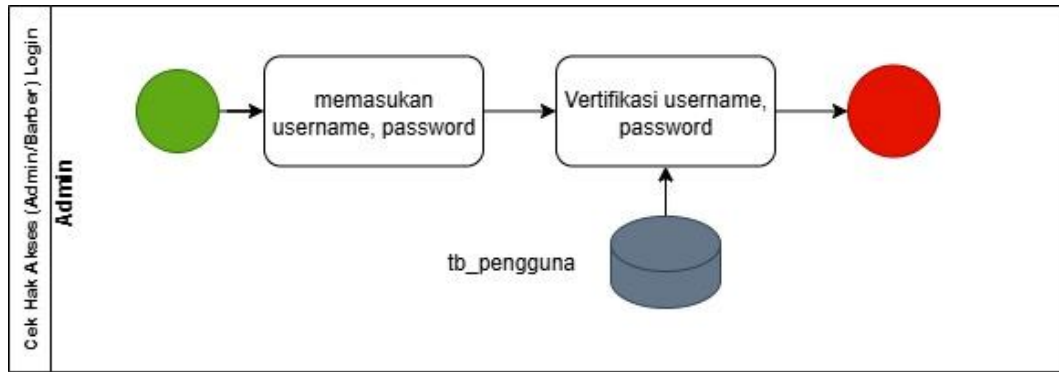 Cek Hak Akses (Admin/Barber) Login
Admin
memasukan
username, password
Vertifikasi username,
password
tb_pengguna